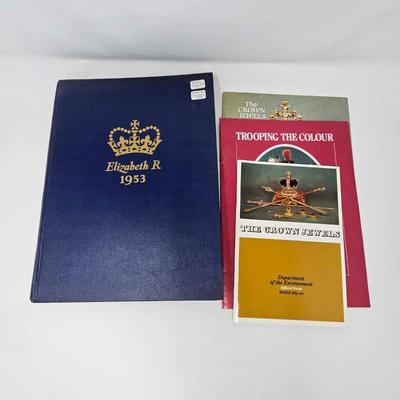 Elizabeth R
1953
The
CROWN
JEWELS
TROOPING THE COLOUR
THE CROWN JEWELS
Department
of the Environment